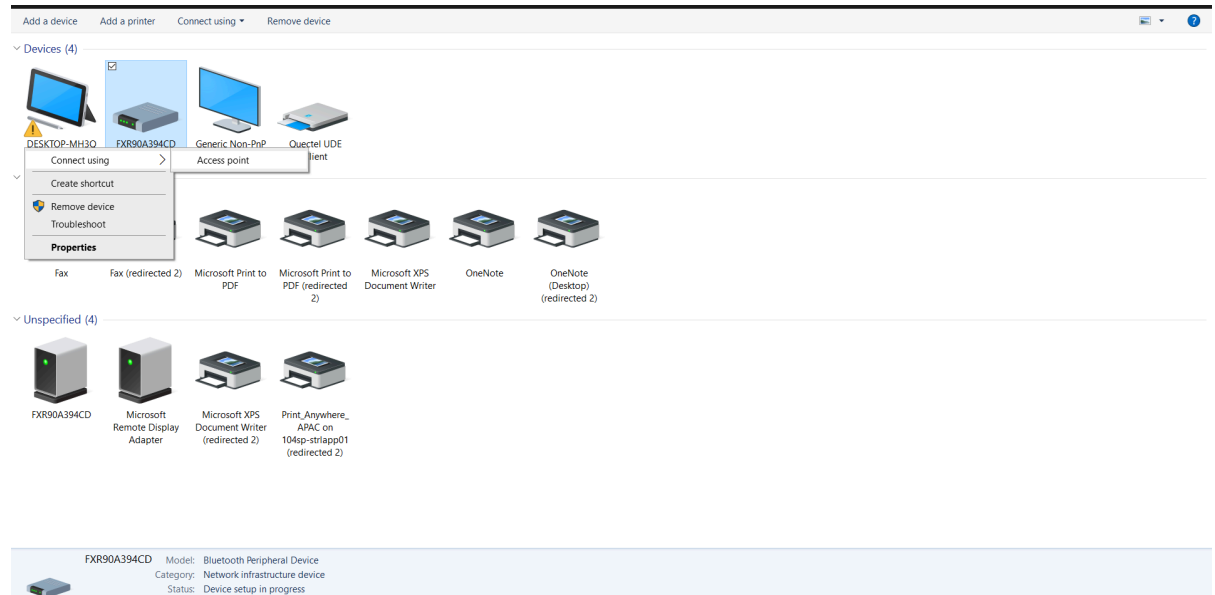 Add a device Add a printer Connect using Remove device
Devices (4)
DESKTOP-MH3Q FXR90A394CD Generic Non-PnP Quectel UDE
lient
Connect using Access point
Create shortcut
Remove device
Troubleshoot
Properties
Fax Fax (redirected 2) Microsoft Print to Microsoft Print to Microsoft XPS OneNote OneNote
PDF PDF (redirected Document Writer (Desktop)
2) (redirected 2)
Unspecified (4)
FXR90A394CD Microsoft Microsoft XPS Print_Anywhere_
Remote Display Document Writer APAC on
Adapter (redirected 2) 104sp-strlapp01
(redirected 2)
FXR90A394CD Model: Bluetooth Peripheral Device
Category: Network infrastructure device
Status: Device setup in progress